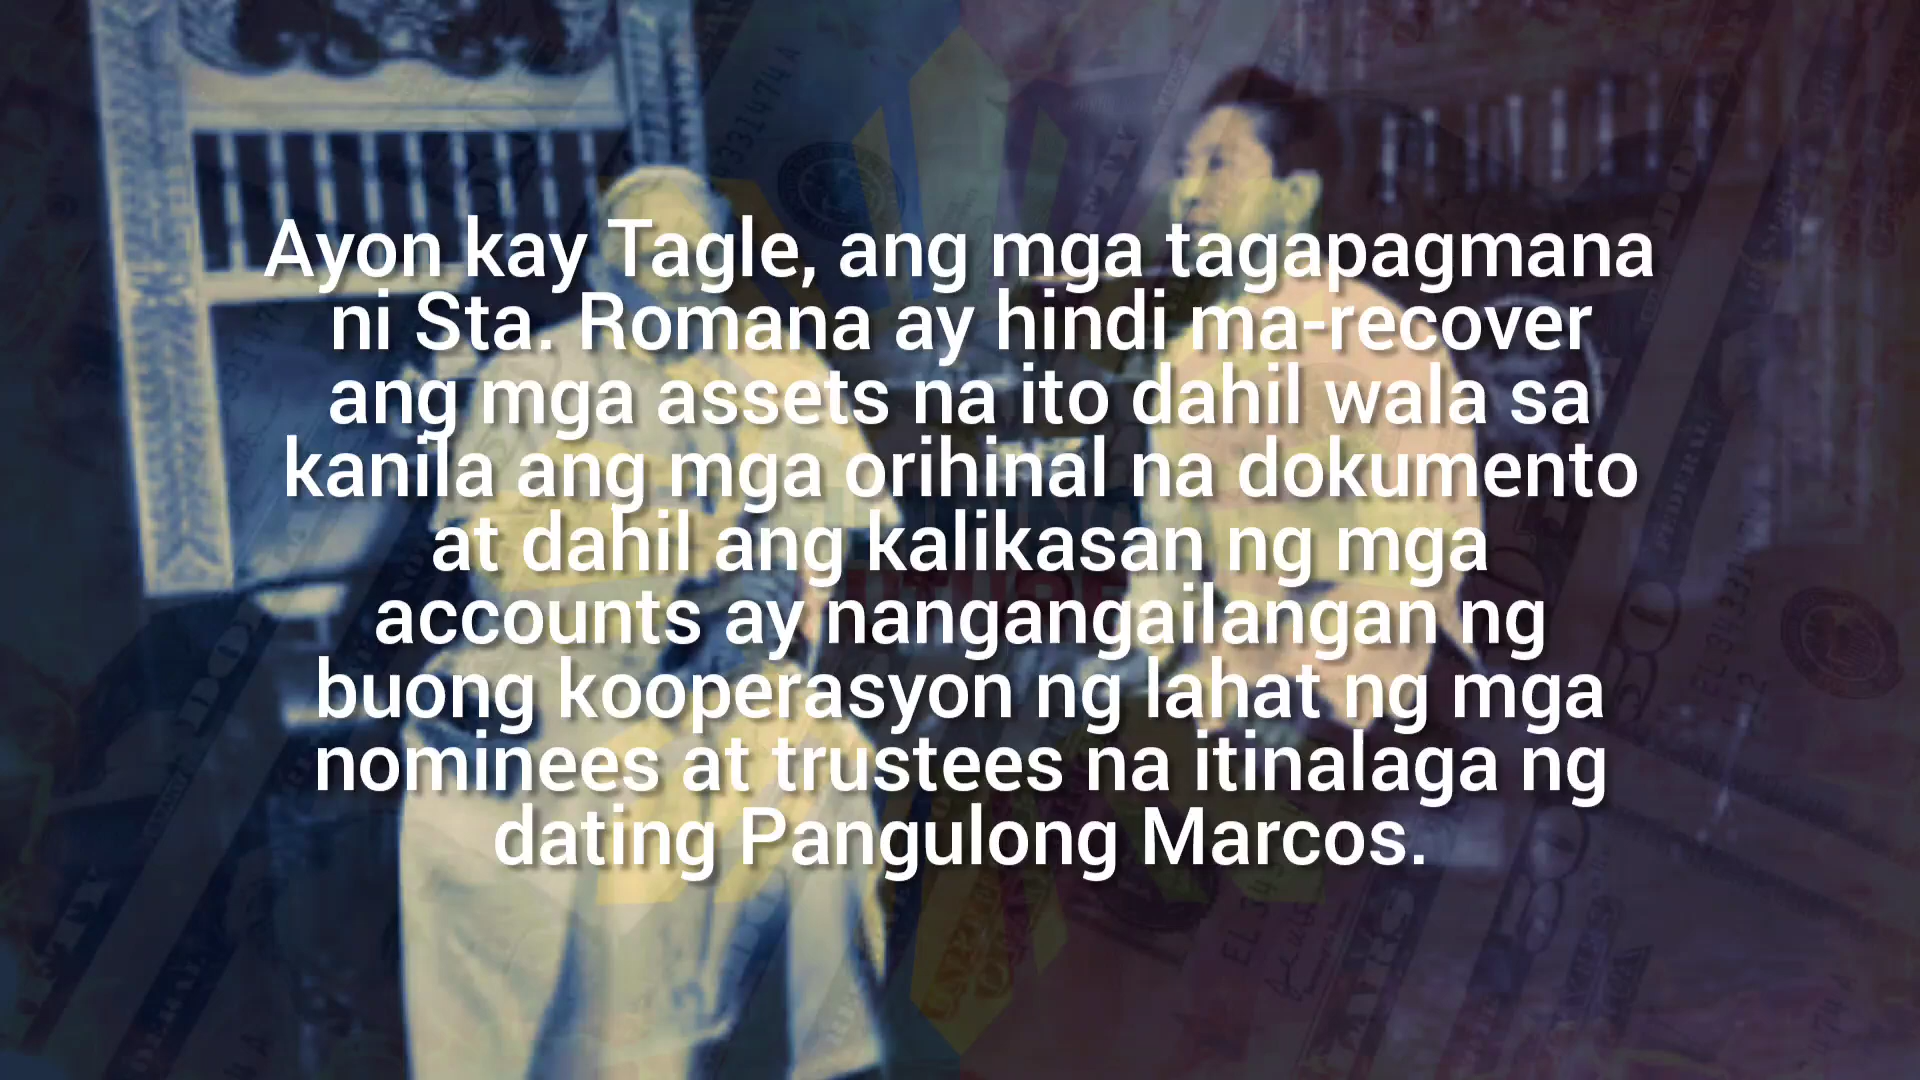 Ayon kay Tagle, ang mga tagapagmana
ni Sta. Romana ay hindi ma-recover
ang mga assets na ito dahil wala sa
kanila ang mga orihinal na dokumento
at dahil ang kalikasan ng mga
accounts ay nangangailangan ng
buong kooperasyon ng lahat ng mga
nominees at trustees na itinalaga ng
dating Pangulong Marcos.